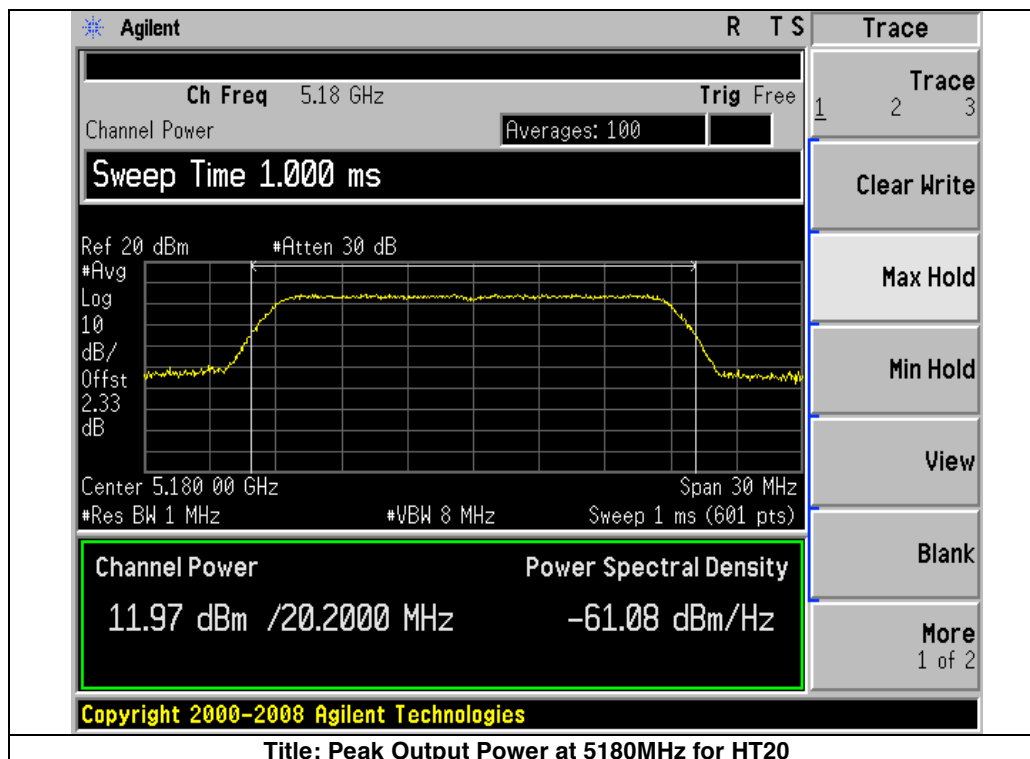 Agilent R T S
Trace
Ch Freq 5.18 GHz Trig Free
Channel Power Averages: 100
Sweep Time 1.000 ms
Ref 20 dBm #Atten 30 dB
#Avg
Log
10
dB/
Offst
2.33
dB
Center 5.180 00 GHz Span 30 MHz
#Res BW 1 MHz #VBW 8 MHz Sweep 1 ms (601 pts)
Channel Power Power Spectral Density
11.97 dBm /20.2000 MHz -61.08 dBm/Hz
Copyright 2000-2008 Agilent Technologies
Trace
1 2 3
Clear Write
Max Hold
Min Hold
View
Blank
More
1 of 2
Title: Peak Output Power at 5180MHz for HT20